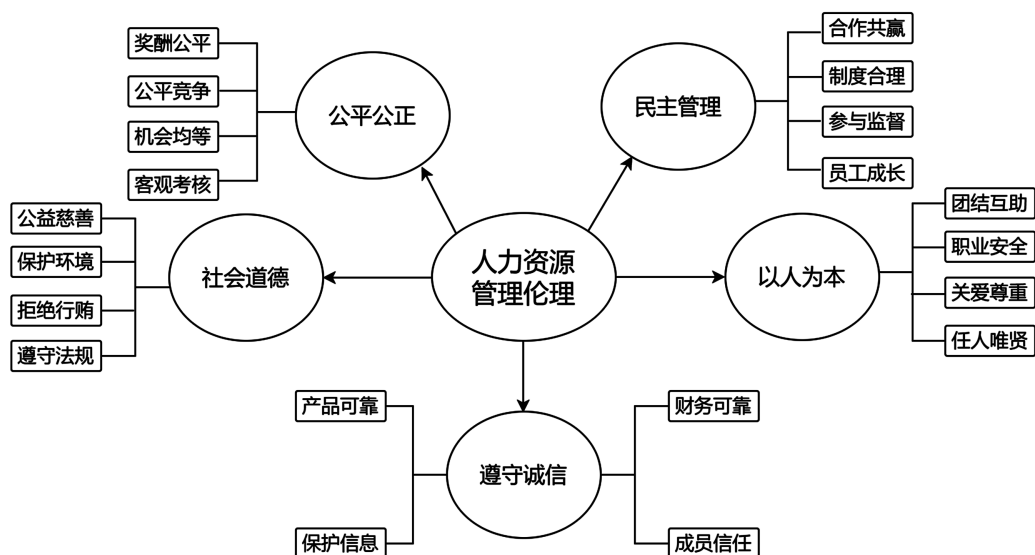 奖酬公平
公平竞争
机会均等
客观考核
公平公正
合作共赢
制度合理
参与监督
员工成长
民主管理
公益慈善
保护环境
拒绝行贿
遵守法规
社会道德
人力资源
管理伦理
以人为本
团结互助
职业安全
关爱尊重
任人唯贤
产品可靠
保护信息
遵守诚信
财务可靠
成员信任